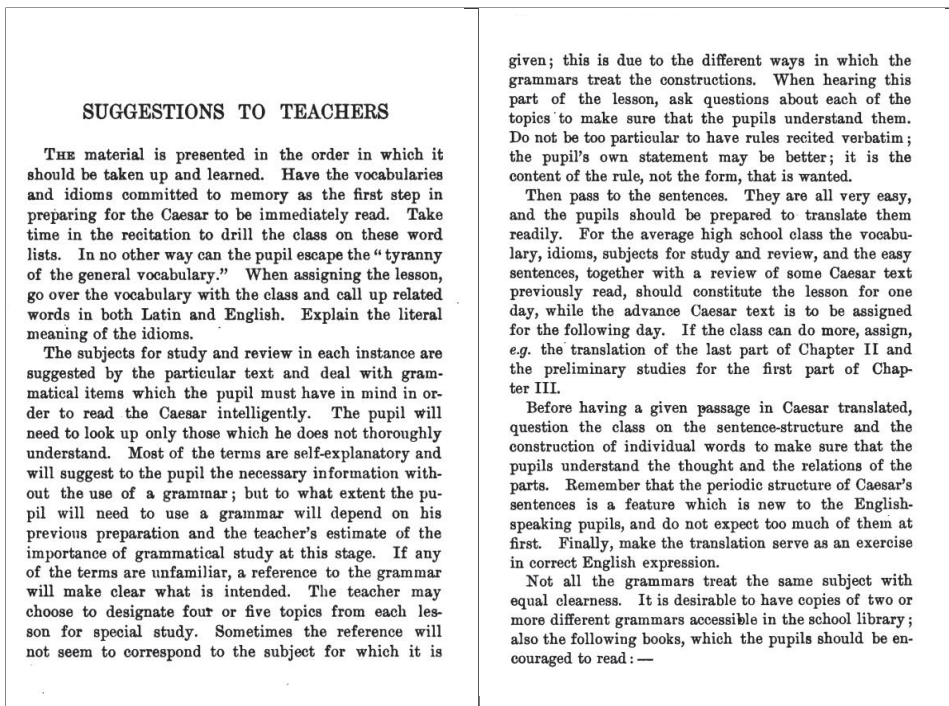 SUGGESTIONS TO TEACHERS
THE material is presented in the order in which it
should be taken up and learned. Have the vocabularies
and idioms committed to memory as the first step in
preparing for the Caesar to be immediately read. Take
time in the recitation to drill the class on these word
lists. In no other way can the pupil escape the “tyranny
of the general vocabulary.” When assigning the lesson,
go over the vocabulary with the class and call up related
words in both Latin and English. Explain the literal
meaning of the idioms.
The subjects for study and review in each instance are
suggested by the particular text and deal with gram-
matical items which the pupil must have in mind in or-
der to read the Caesar intelligently. The pupil will
need to look up only those which he does not thoroughly
understand. Most of the terms are self-explanatory and
will suggest to the pupil the necessary information with-
out the use of a grammar; but to what extent the pu-
pil will need to use a grammar will depend on his
previous preparation and the teacher's estimate of the
importance of grammatical study at this stage. If any
of the terms are unfamiliar, a reference to the grammar
will make clear what is intended. The teacher may
choose to designate four or five topics from each les-
son for special study. Sometimes the reference will
not seem to correspond to the subject for which it is
given; this is due to the different ways in which the
grammars treat the constructions. When hearing this
part of the lesson, ask questions about each of the
topics to make sure that the pupils understand them.
Do not be too particular to have rules recited verbatim;
the pupil's own statement may be better; it is the
content of the rule, not the form, that is wanted.
Then pass to the sentences. They are all very easy,
and the pupils should be prepared to translate them
readily. For the average high school class the vocabu-
lary, idioms, subjects for study and review, and the easy
sentences, together with a review of some Caesar text
previously read, should constitute the lesson for one
day, while the advance Caesar text is to be assigned
for the following day. If the class can do more, assign,
e.g. the translation of the last part of Chapter II and
the preliminary studies for the first part of Chap-
ter III.
Before having a given passage in Caesar translated,
question the class on the sentence-structure and the
construction of individual words to make sure that the
pupils understand the thought and the relations of the
parts. Remember that the periodic structure of Caesar's
sentences is a feature which is new to the English-
speaking pupils, and do not expect too much of them at
first. Finally, make the translation serve as an exercise
in correct English expression.
Not all the grammars treat the same subject with
equal clearness. It is desirable to have copies of two or
more different grammars accessible in the school library;
also the following books, which the pupils should be en-
couraged to read:—